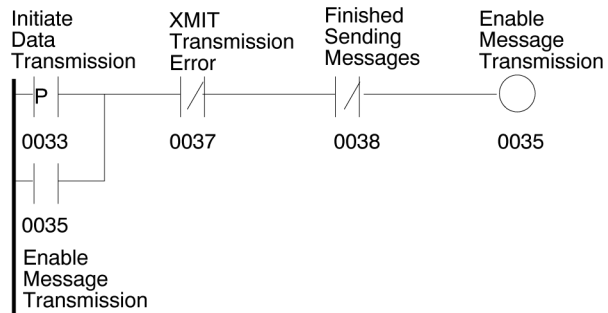 Initiate
Data
Transmission
XMIT
Transmission
Error
Finished
Sending
Messages
Enable
Message
Transmission
P
0033
0037
0038
0035
0035
Enable
Message
Transmission